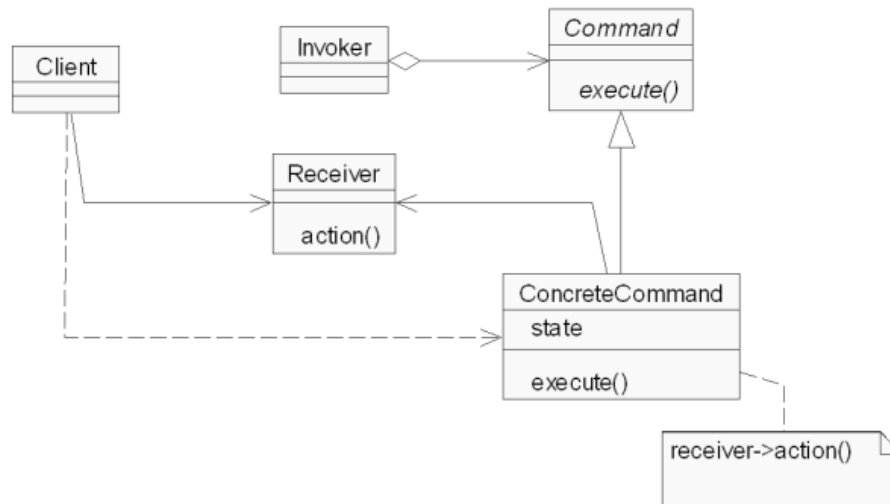 Command
Invoker
Client
execute()
Receiver
action()
ConcreteCommand
state
execute()
receiver->action()